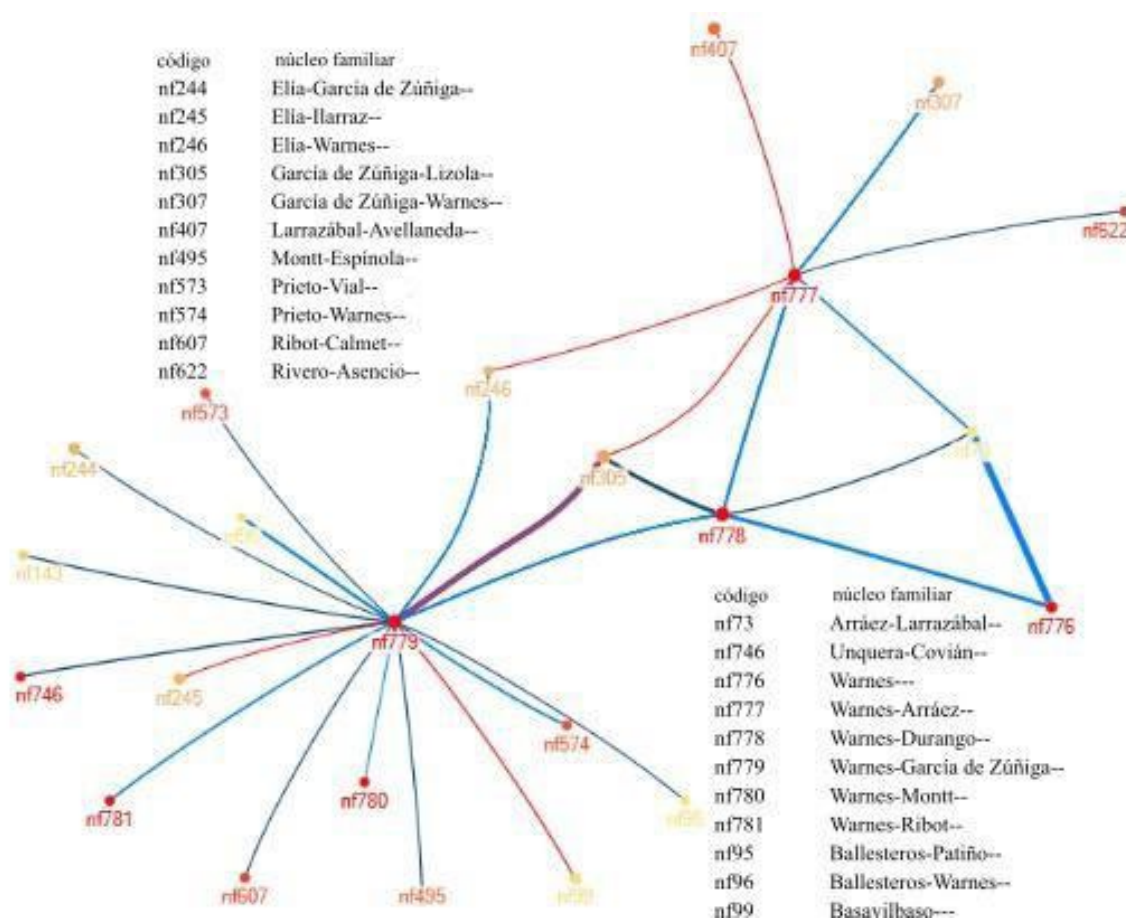 código núcleo familiar
nf244 Elía-García de Zúñiga--
nf245 Elía-Ilarraz--
nf246 Elía-Warnes--
nf305 García de Zúñiga-Lizola--
nf307 García de Zúñiga-Warnes--
nf407 Larrazábal-Avellaneda--
nf495 Montt-Espínola--
nf573 Prieto-Vial--
nf574 Prieto-Warnes--
nf607 Ribot-Calmet--
nf622 Rivero-Asencio--
nf407
nf307
nf622
nf777
nf246
nf573
nf244
nf305
nf778
nf143
nf779
nf776
nf746
nf245
nf574
nf780
nf781
nf607
nf495
nf99
código núcleo familiar
nf73 Arráez-Larrazábal--
nf746 Unquera-Covián--
nf776 Warnes---
nf777 Warnes-Arráez--
nf778 Warnes-Durango--
nf779 Warnes-García de Zúñiga--
nf780 Warnes-Montt--
nf781 Warnes-Ribot--
nf95 Ballesteros-Patiño--
nf96 Ballesteros-Warnes--
nf99 Basavilbaso---